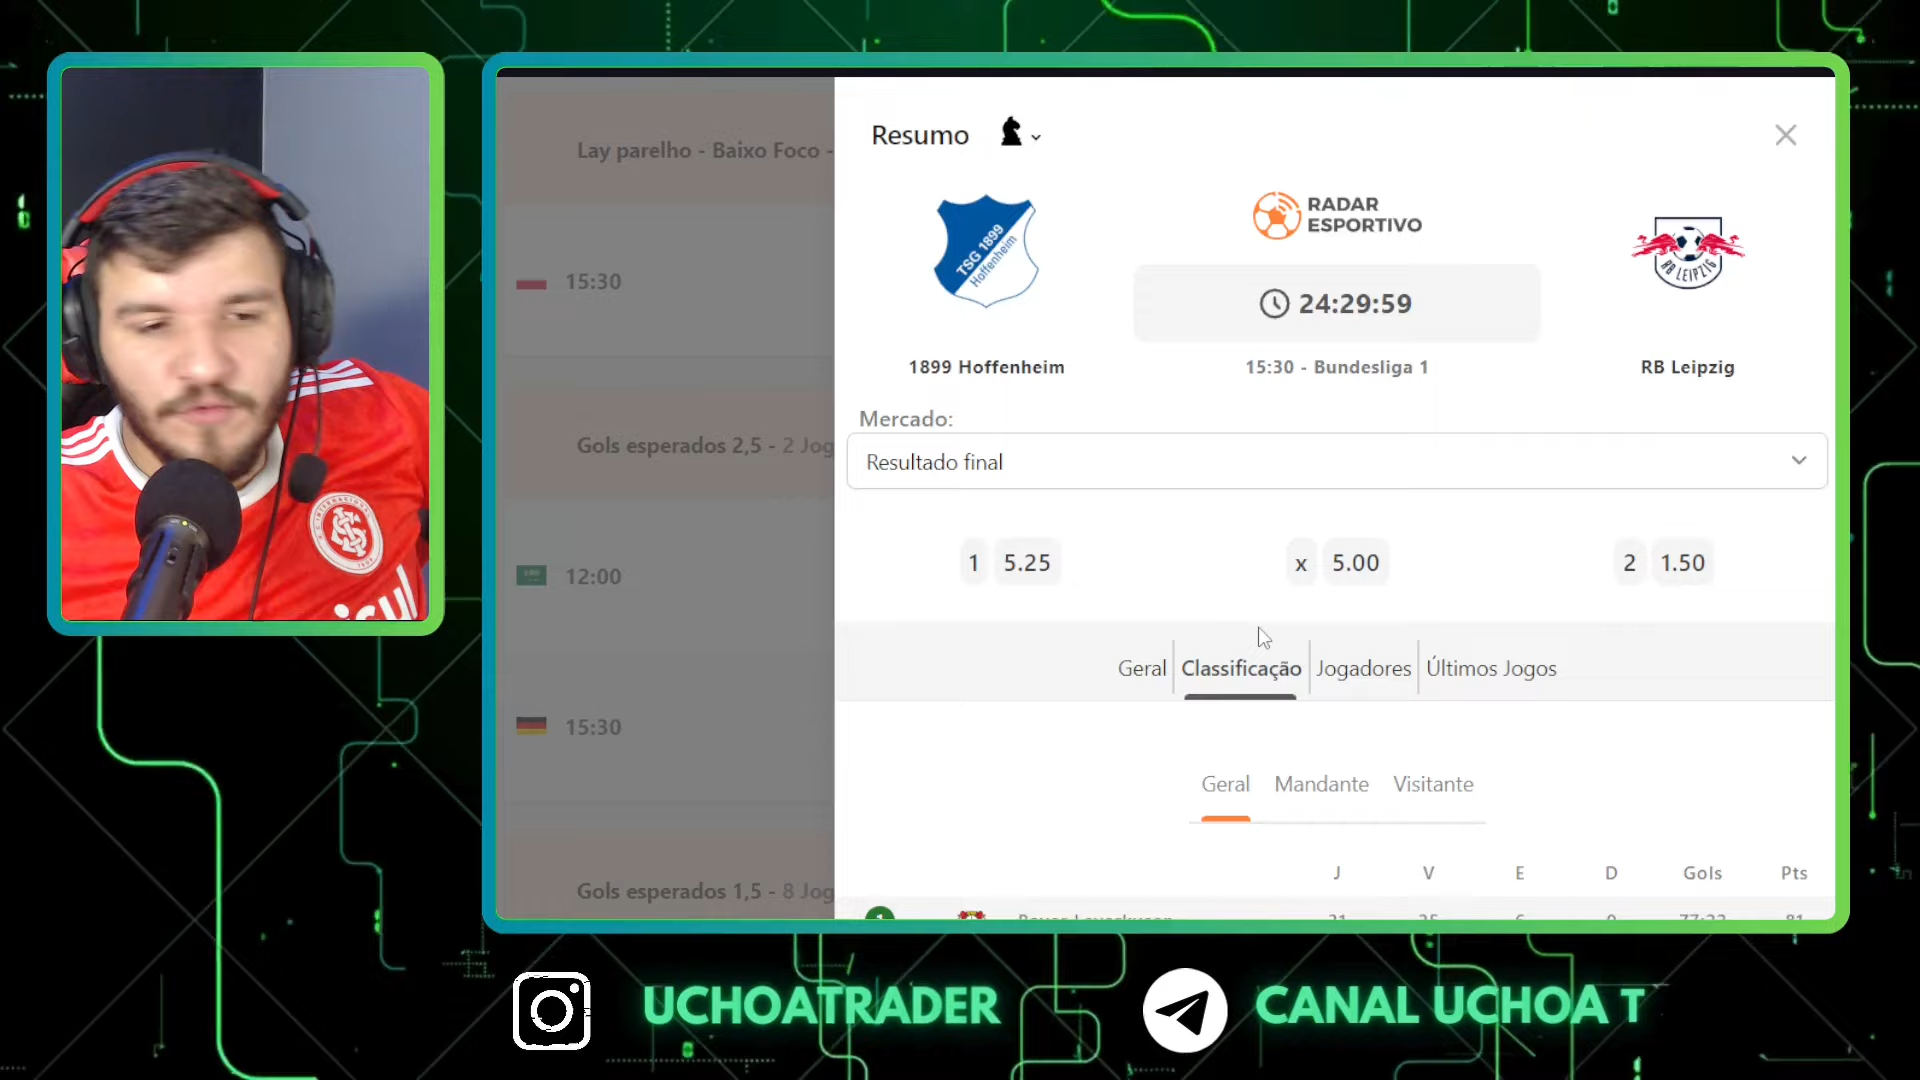 Lay parelho - Baixo Foco -
15:30
Gols esperados 2,5 - 2 Jog
12:00
15:30
Gols esperados 1,5 - 8 Jog
Resumo
TSG 1899
Hoffenheim
RADAR
ESPORTIVO
RB LEIPZIG
24:29:59
1899 Hoffenheim
15:30 - Bundesliga 1
RB Leipzig
Mercado:
Resultado final
1 5.25
x 5.00
2 1.50
Geral
Classificação
Jogadores
Últimos Jogos
Geral
Mandante
Visitante
J V E D Gols Pts
UCHOATRADER
CANAL UCHOA T